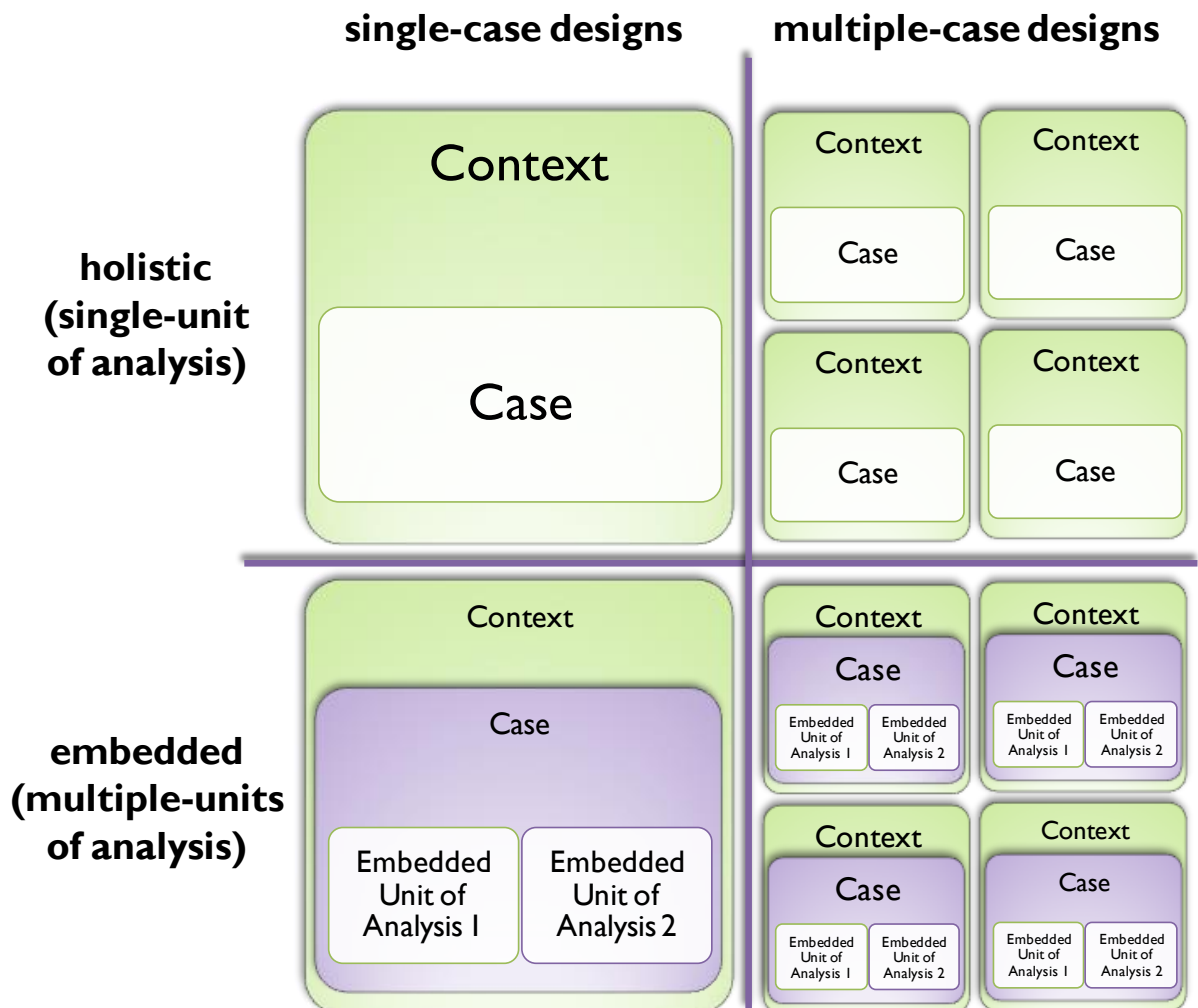 single-case designs
multiple-case designs
holistic
(single-unit
of analysis)
Context
Case
Context
Case
Context
Case
Context
Case
Context
Case
embedded
(multiple-units
of analysis)
Context
Case
Embedded
Unit of
Analysis 1
Embedded
Unit of
Analysis 2
Context
Case
Embedded
Unit of
Analysis 1
Embedded
Unit of
Analysis 2
Context
Case
Embedded
Unit of
Analysis 1
Embedded
Unit of
Analysis 2
Context
Case
Embedded
Unit of
Analysis 1
Embedded
Unit of
Analysis 2
Context
Case
Embedded
Unit of
Analysis 1
Embedded
Unit of
Analysis 2